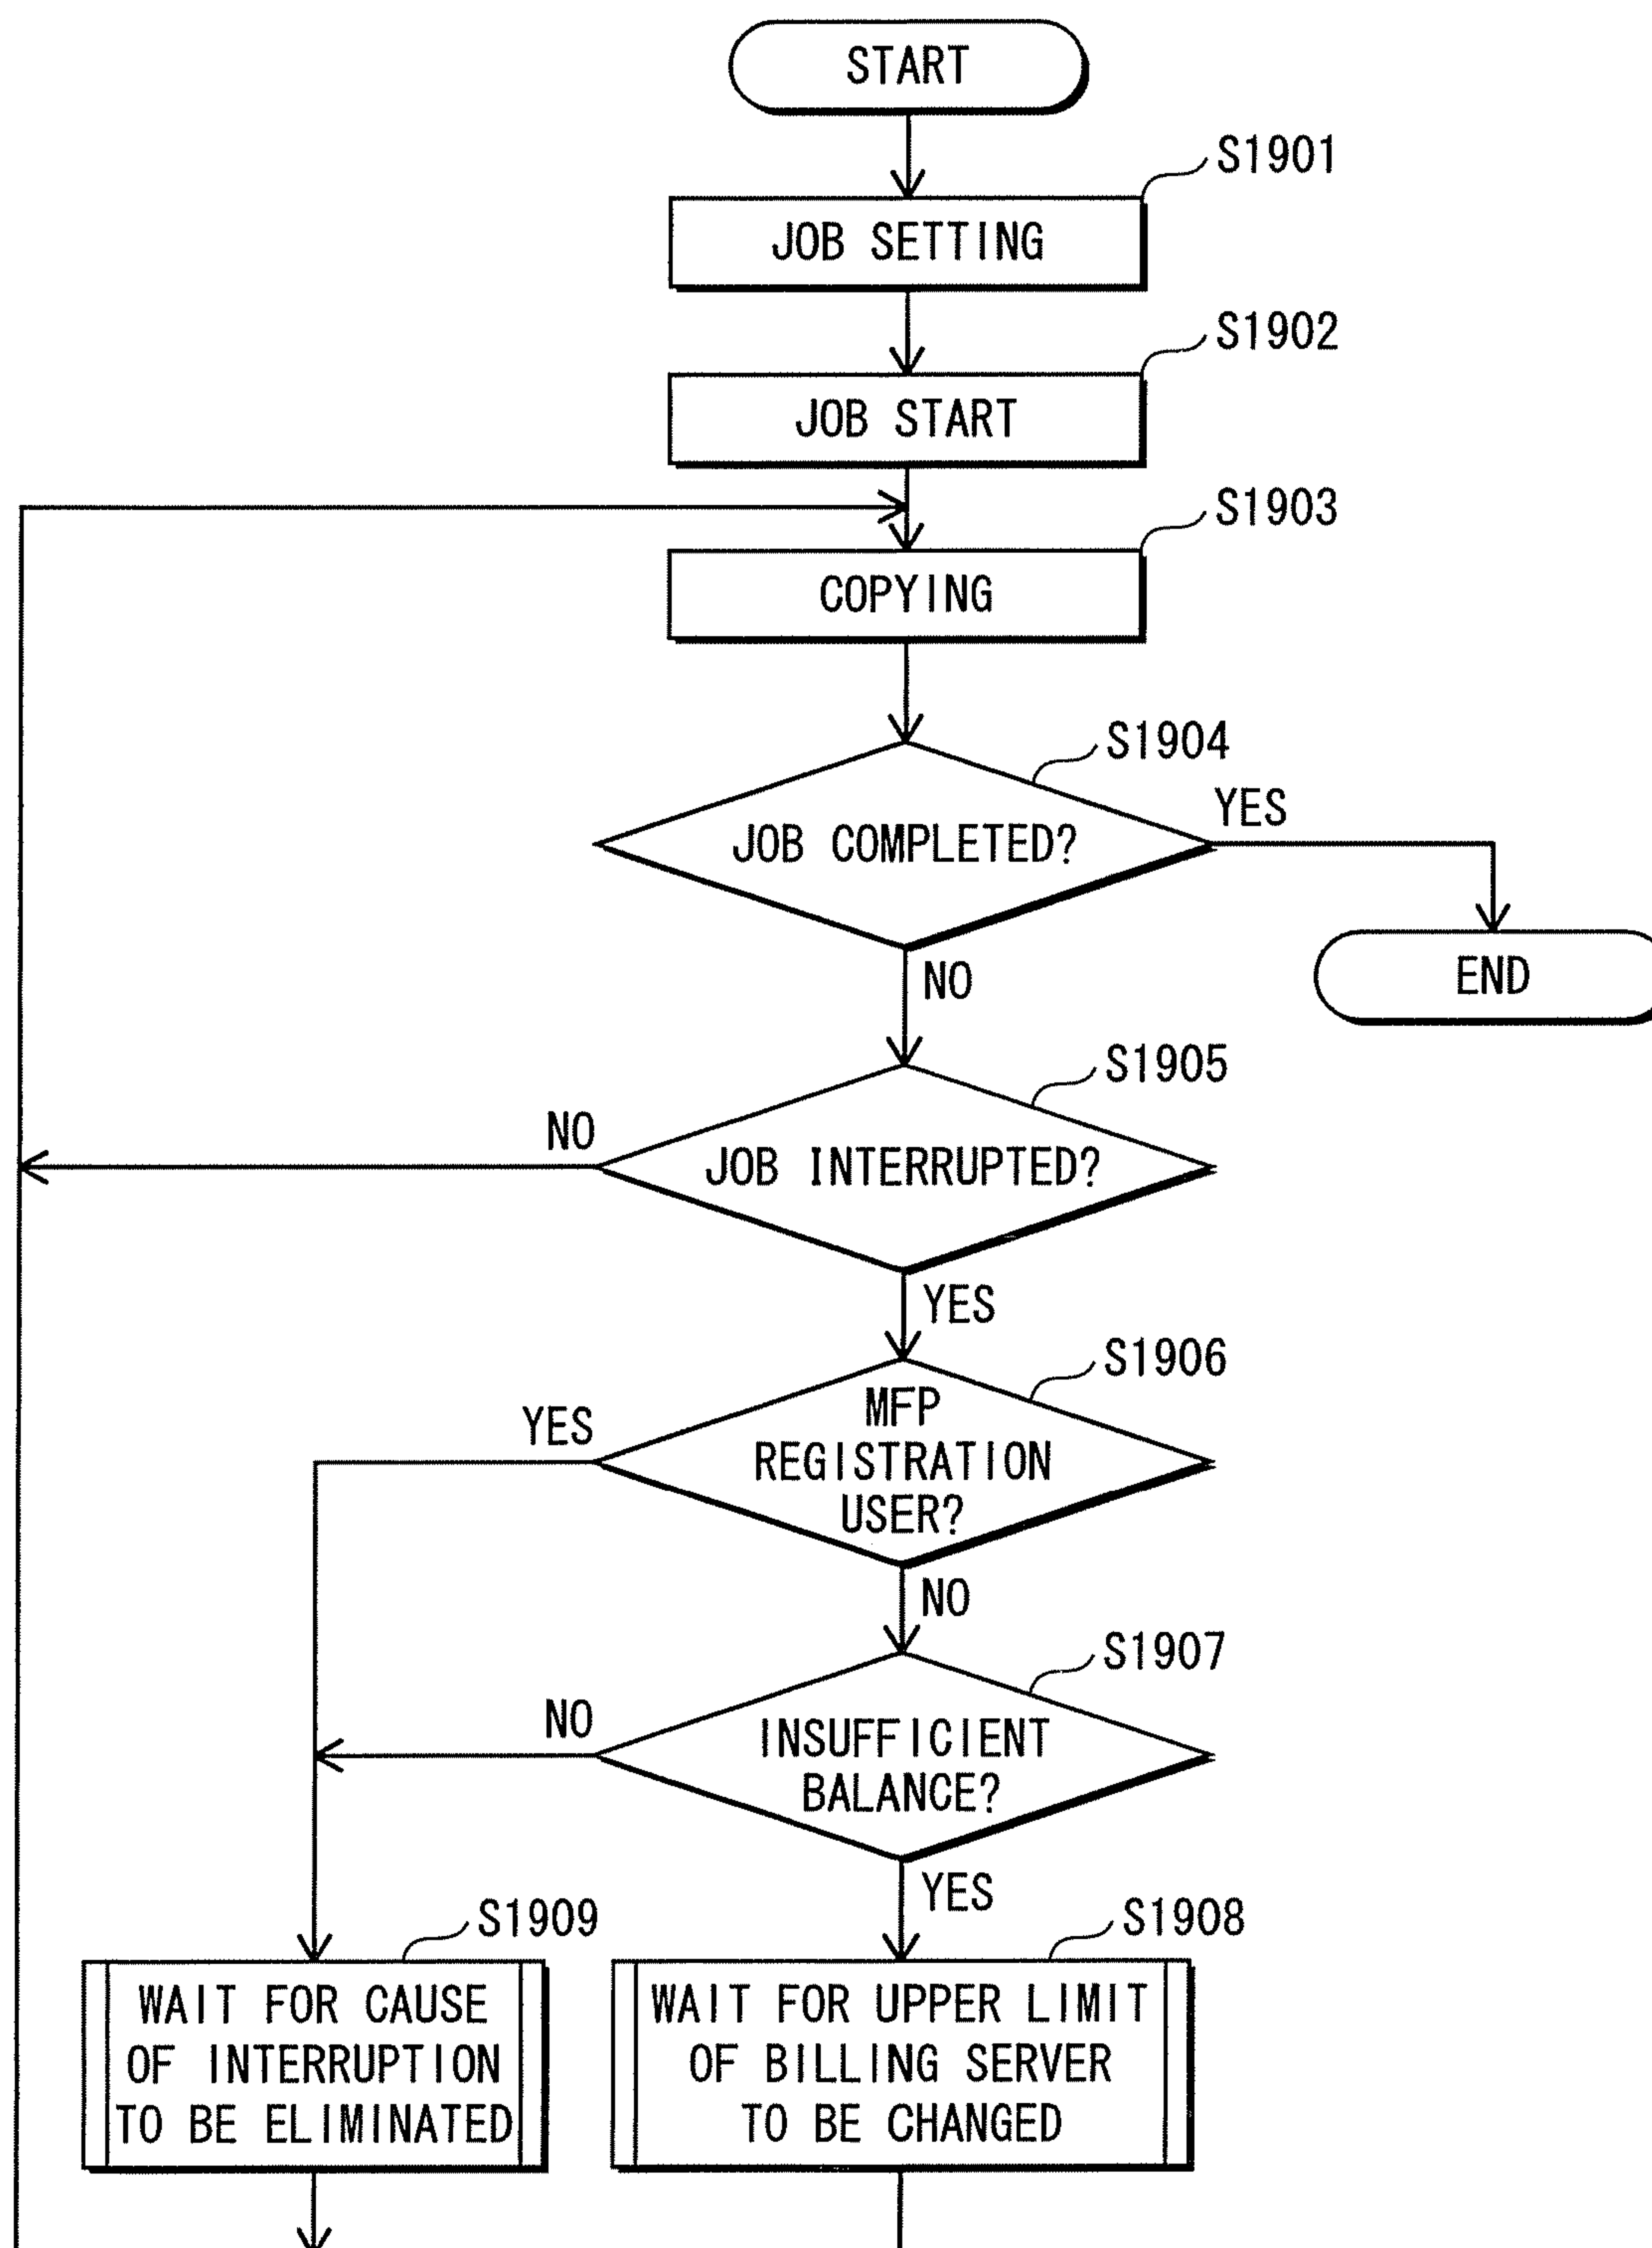 START
S1901
JOB SETTING
S1902
JOB START
S1903
COPYING
S1904
JOB COMPLETED?
YES
END
NO
S1905
NO
JOB INTERRUPTED?
YES
S1906
YES
MFP
REGISTRATION
USER?
NO
S1907
NO
INSUFFICIENT
BALANCE?
YES
S1909
WAIT FOR CAUSE
OF INTERRUPTION
TO BE ELIMINATED
S1908
WAIT FOR UPPER LIMIT
OF BILLING SERVER
TO BE CHANGED